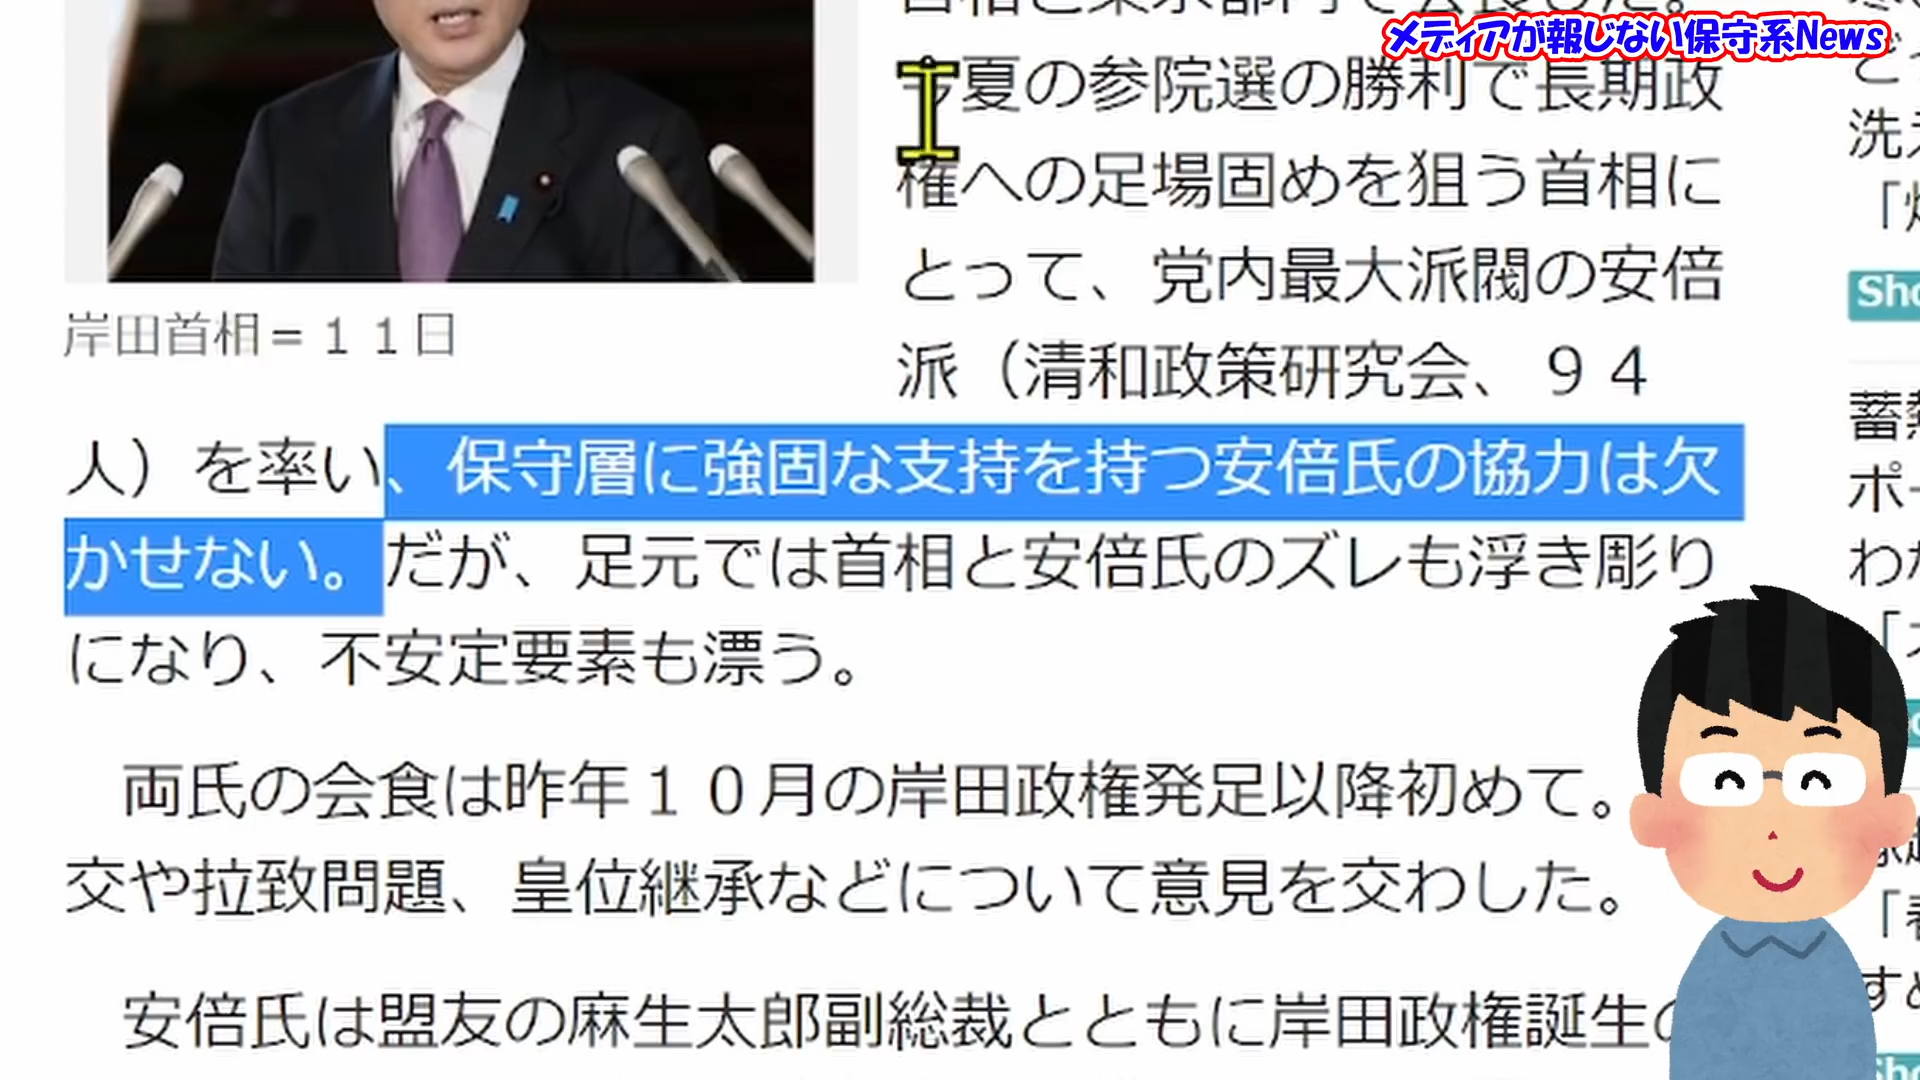 メディアが報じない保守系News
今夏の参院選の勝利で長期政
権への足場固めを狙う首相に
とって、党内最大派閥の安倍
派（清和政策研究会、９４
岸田首相＝１１日
人）を率い、保守層に強固な支持を持つ安倍氏の協力は欠
かせない。だが、足元では首相と安倍氏のズレも浮き彫り
になり、不安定要素も漂う。
両氏の会食は昨年１０月の岸田政権発足以降初めて。
交や拉致問題、皇位継承などについて意見を交わした。
安倍氏は盟友の麻生太郎副総裁とともに岸田政権誕生の
洗
Sho
蓄
ポー
わ